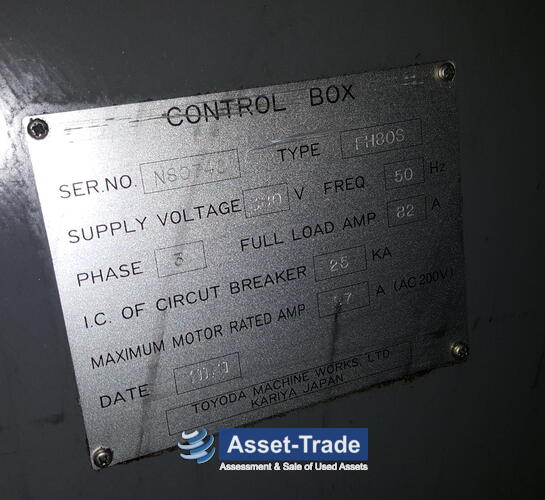 CONTROL BOX
SER.NO. TYPE FH80S
SUPPLY VOLTAGE V FREQ. 50 Hz
PHASE 3 FULL LOAD AMP 82 A
I.C. OF CIRCUT BREAKER 25 KA
MAXIMUM MOTOR RATED AMP A (AC200V)
DATE
TOYODA MACHINE WORKS, LTD.
KARIYA JAPAN
Asset-Trade
Assessment & Sale of Used Assets